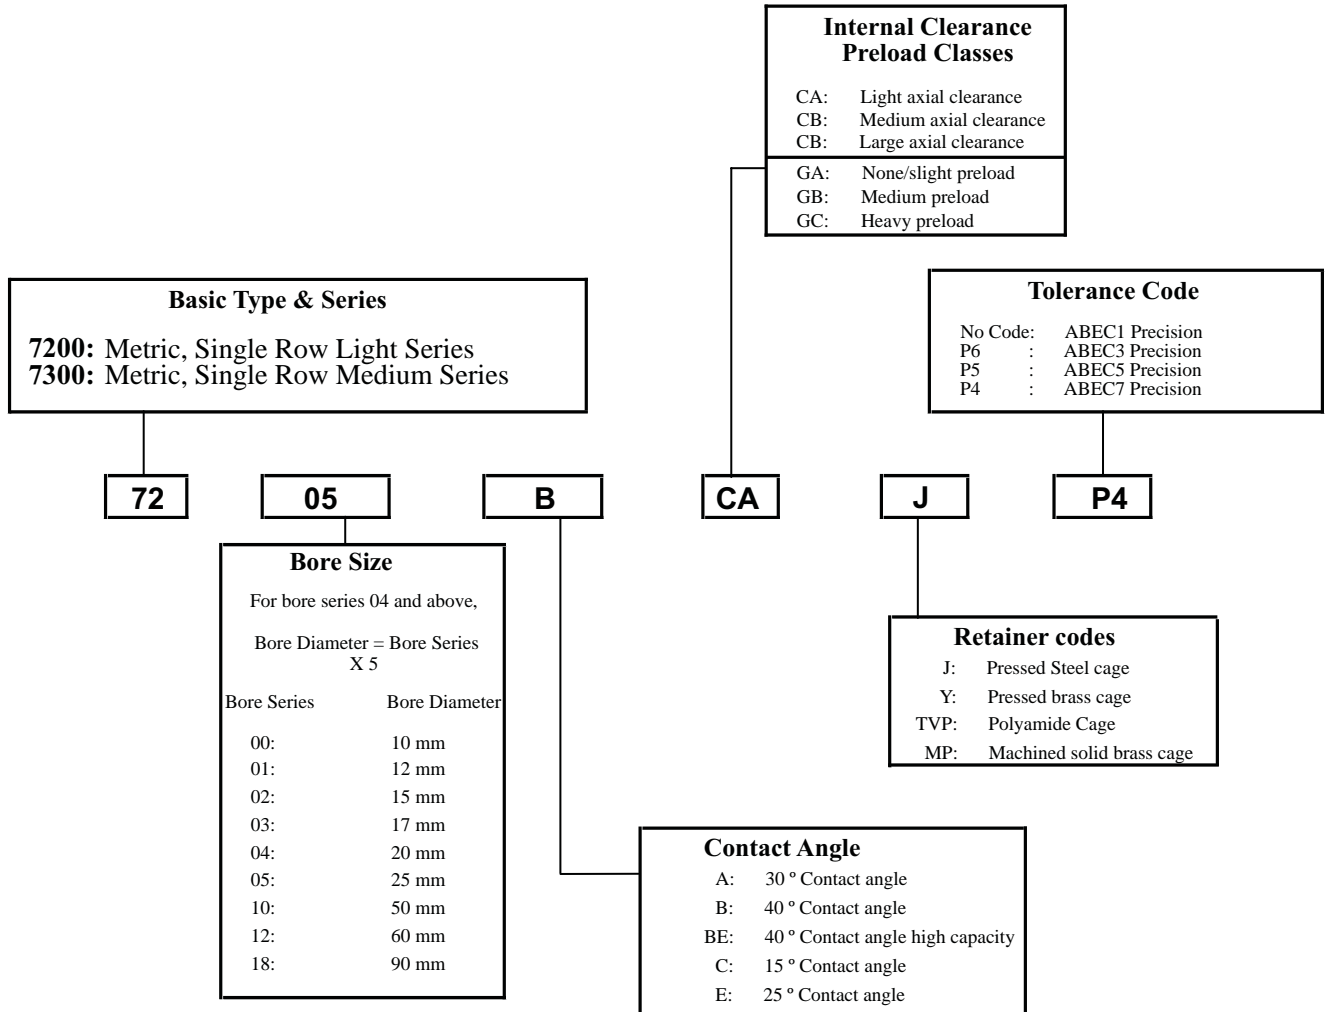 Internal Clearance
Preload Classes
CA: Light axial clearance
CB: Medium axial clearance
CB: Large axial clearance
GA: None/slight preload
GB: Medium preload
GC: Heavy preload
Basic Type & Series
7200: Metric, Single Row Light Series
7300: Metric, Single Row Medium Series
Tolerance Code
No Code: ABEC1 Precision
P6 : ABEC3 Precision
P5 : ABEC5 Precision
P4 : ABEC7 Precision
72 05 B CA J P4
Bore Size
For bore series 04 and above,
Bore Diameter = Bore Series
X 5
Bore Series Bore Diameter
00: 10 mm
01: 12 mm
02: 15 mm
03: 17 mm
04: 20 mm
05: 25 mm
10: 50 mm
12: 60 mm
18: 90 mm
Retainer codes
J: Pressed Steel cage
Y: Pressed brass cage
TVP: Polyamide Cage
MP: Machined solid brass cage
Contact Angle
A: 30 º Contact angle
B: 40 º Contact angle
BE: 40 º Contact angle high capacity
C: 15 º Contact angle
E: 25 º Contact angle